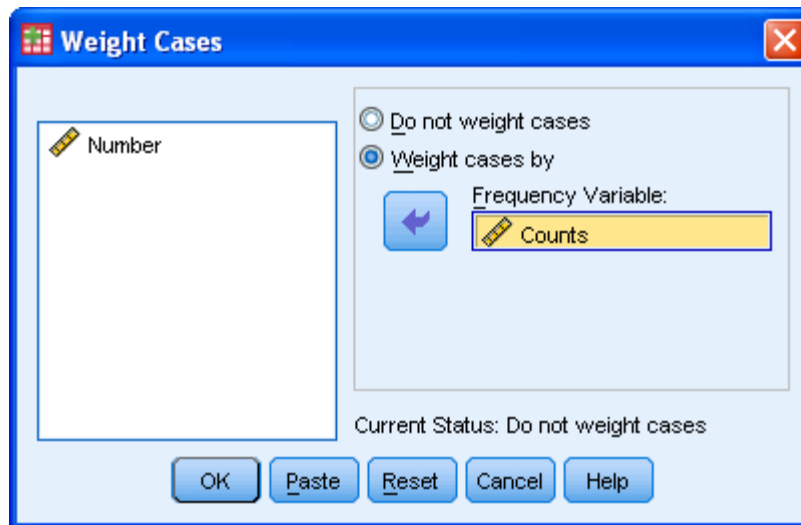 Weight Cases
Number
Do not weight cases
Weight cases by
Frequency Variable:
Counts
Current Status: Do not weight cases
OK
Paste
Reset
Cancel
Help